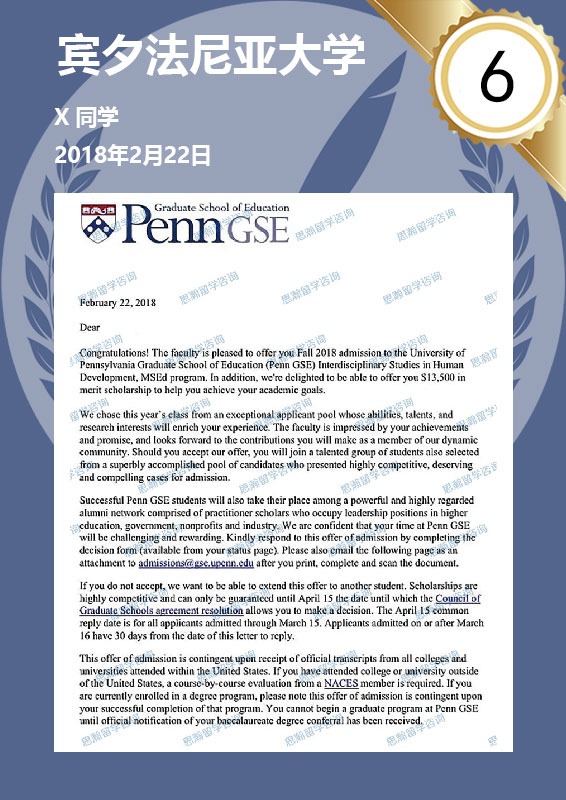 宾夕法尼亚大学
6
X 同学
2018年2月22日
Graduate School of Education
Penn GSE
February 22, 2018
Dear
Congratulations! The faculty is pleased to offer you Fall 2018 admission to the University of
Pennsylvania Graduate School of Education (Penn GSE) Interdisciplinary Studies in Human
Development, MSEd program. In addition, we're delighted to be able to offer you $13,500 in
merit scholarship to help you achieve your academic goals.
We chose this year's class from an exceptional applicant pool whose abilities, talents, and
research interests will enrich your experience. The faculty is impressed by your achievements
and promise, and looks forward to the contributions you will make as a member of our dynamic
community. Should you accept our offer, you will join a talented group of students also selected
from a superbly accomplished pool of candidates who presented highly competitive, deserving
and compelling cases for admission.
Successful Penn GSE students will also take their place among a powerful and highly regarded
alumni network comprised of practitioner scholars who occupy leadership positions in higher
education, government, nonprofits and industry. We are confident that your time at Penn GSE
will be challenging and rewarding. Kindly respond to this offer of admission by completing the
decision form (available from your status page). Please also email the following page as an
attachment to admissions@gse.upenn.edu after you print, complete and scan the document.
If you do not accept, we want to be able to extend this offer to another student. Scholarships are
highly competitive and can only be guaranteed until April 15 the date until which the Council of
Graduate Schools agreement resolution allows you to make a decision. The April 15 common
reply date is for all applicants admitted through March 15. Applicants admitted on or after March
16 have 30 days from the date of this letter to reply.
This offer of admission is contingent upon receipt of official transcripts from all colleges and
universities attended within the United States. If you have attended college or university outside
of the United States, a course-by-course evaluation from a NACES member is required. If you
are currently enrolled in a degree program, please note this offer of admission is contingent upon
your successful completion of that program. You cannot begin a graduate program at Penn GSE
until official notification of your baccalaureate degree conferral has been received.
思瀚留学咨询